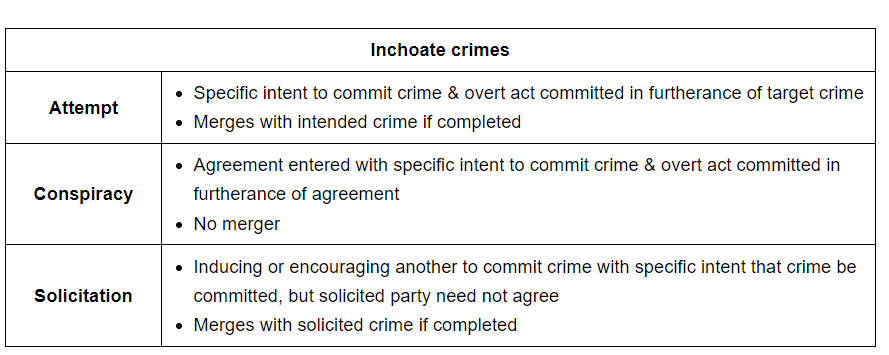 Inchoate crimes
Attempt
• Specific intent to commit crime & overt act committed in furtherance of target crime
• Merges with intended crime if completed
Conspiracy
• Agreement entered with specific intent to commit crime & overt act committed in
furtherance of agreement
• No merger
Solicitation
• Inducing or encouraging another to commit crime with specific intent that crime be
committed, but solicited party need not agree
• Merges with solicited crime if completed